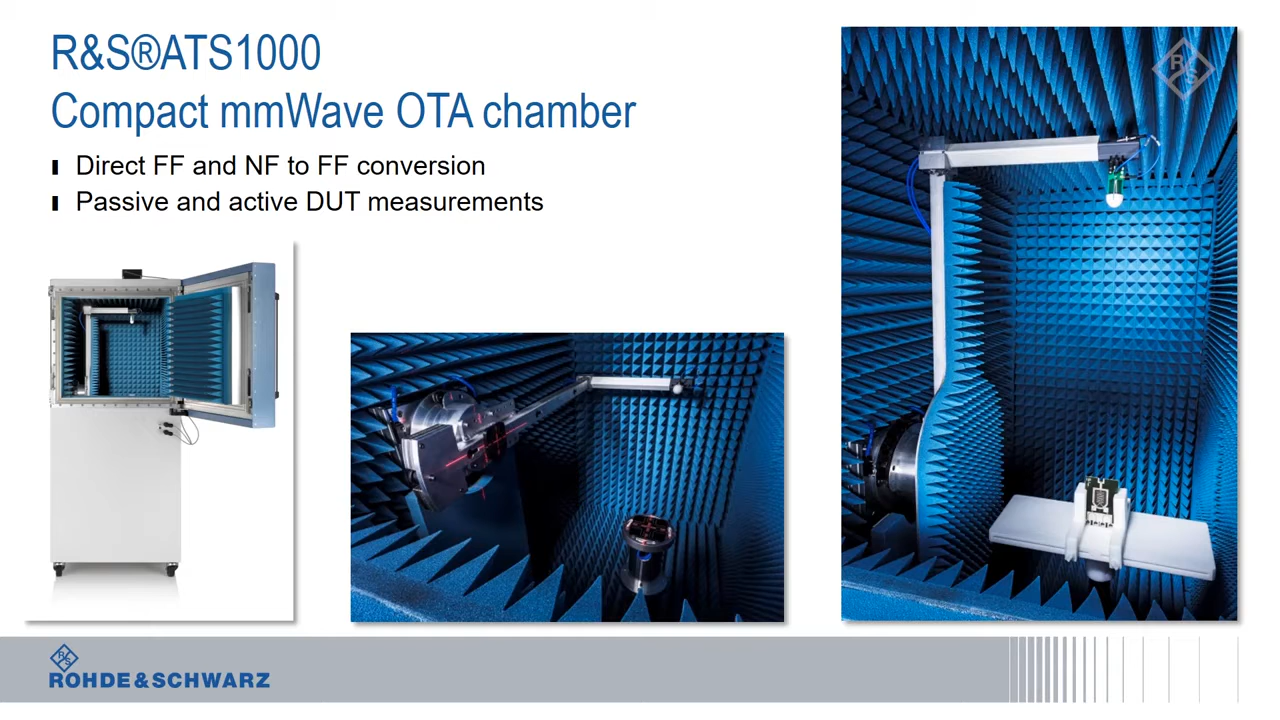 R&S®ATS1000
Compact mmWave OTA chamber
Direct FF and NF to FF conversion
Passive and active DUT measurements
R S
R S
ROHDE&SCHWARZ